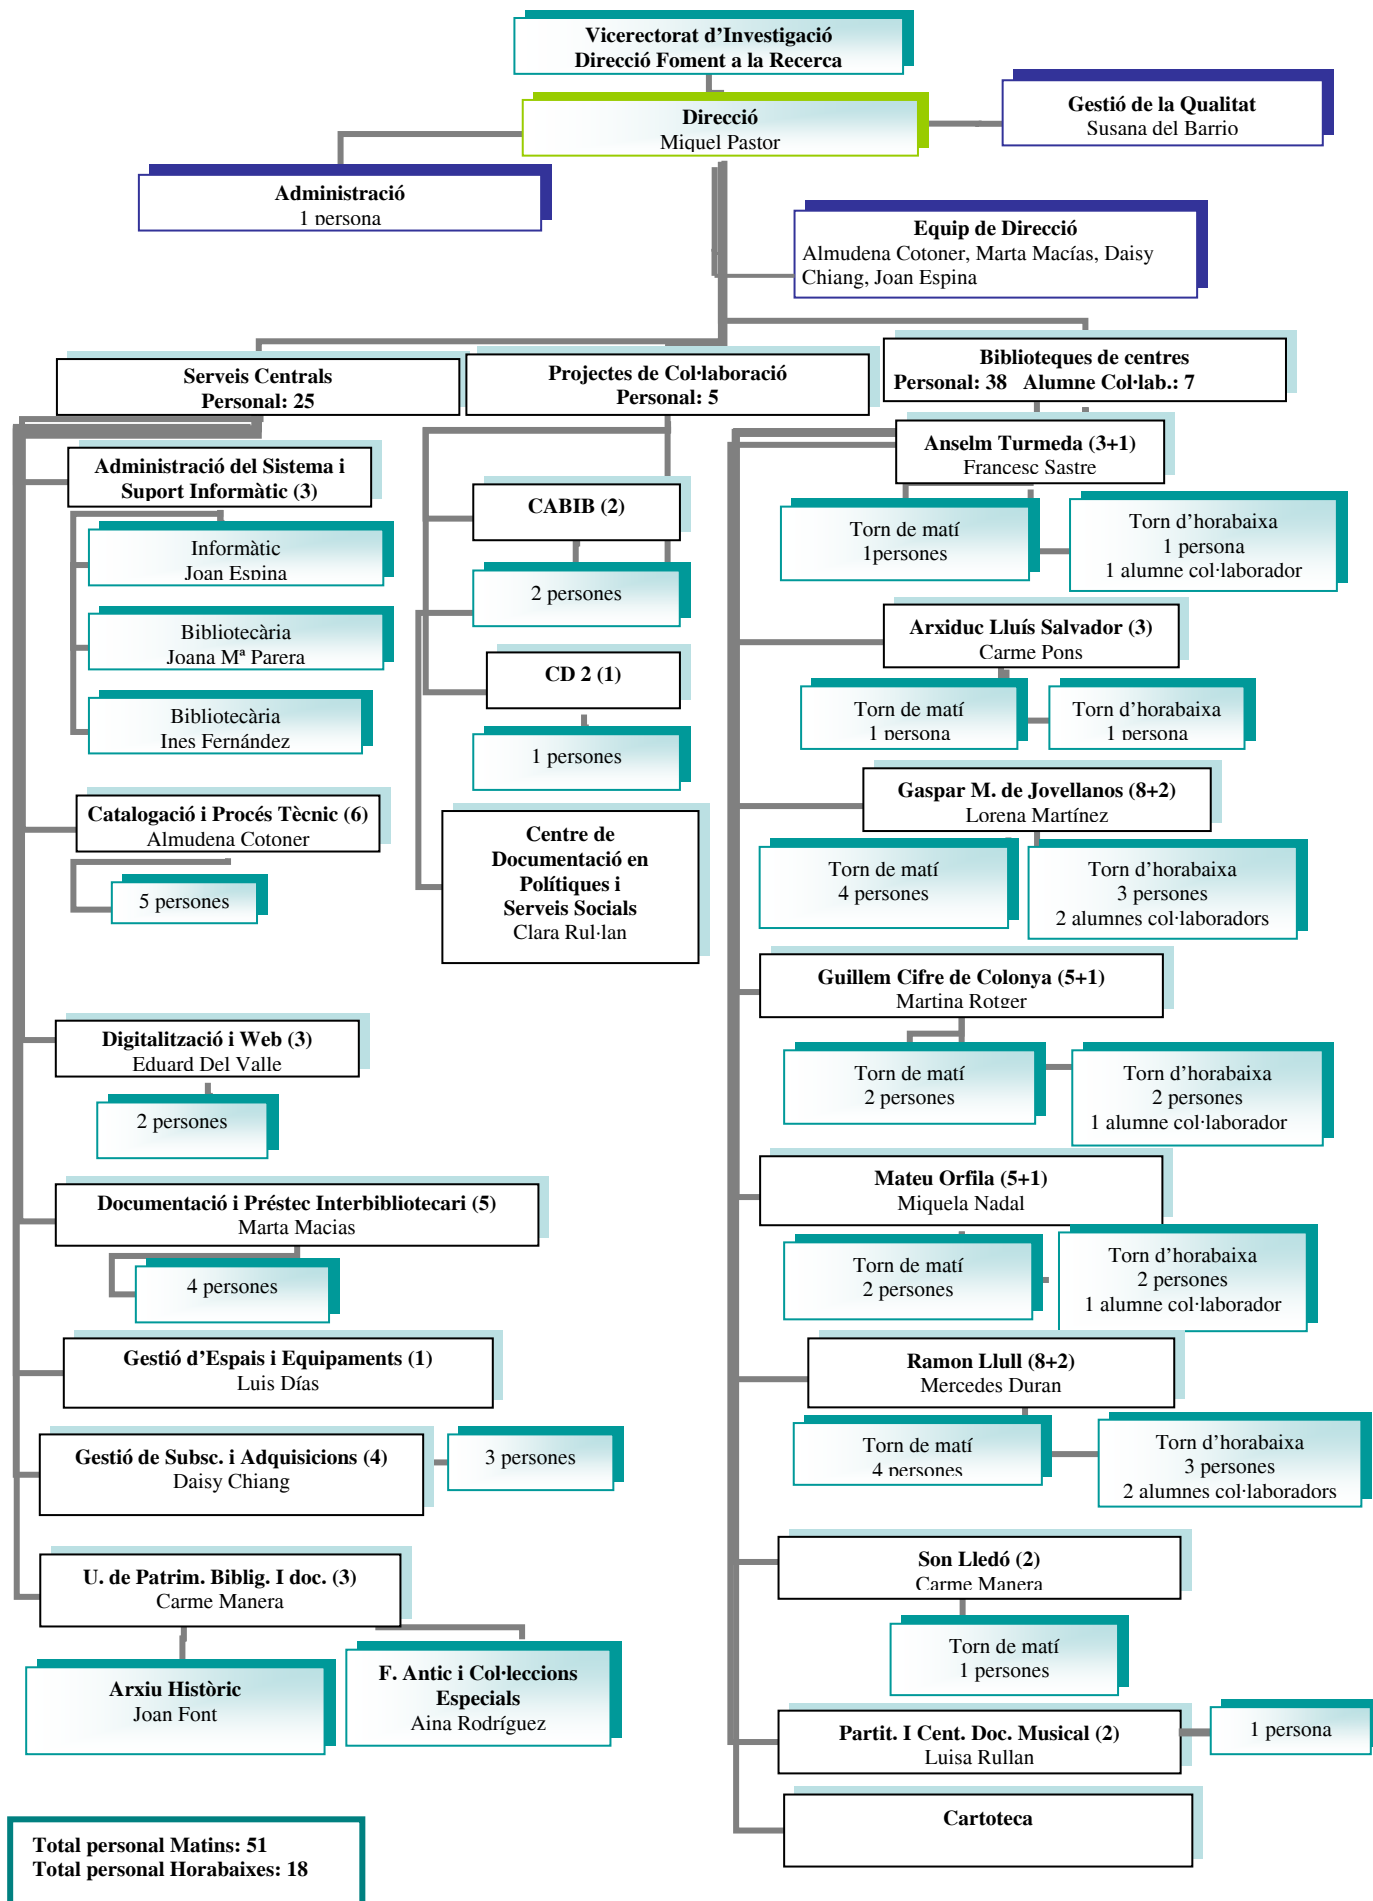 Vicerectorat d'Investigació
Direcció Foment a la Recerca
Direcció
Miquel Pastor
Gestió de la Qualitat
Susana del Barrio
Administració
1 persona
Equip de Direcció
Almudena Cotoner, Marta Macías, Daisy
Chiang, Joan Espina
Serveis Centrals
Personal: 25
Administració del Sistema i
Suport Informàtic (3)
Informàtic
Joan Espina
Bibliotecària
Joana Mª Parera
Bibliotecària
Ines Fernández
Catalogació i Procés Tècnic (6)
Almudena Cotoner
5 persones
Digitalització i Web (3)
Eduard Del Valle
2 persones
Documentació i Préstec Interbibliotecari (5)
Marta Macias
4 persones
Gestió d'Espais i Equipaments (1)
Luis Días
Gestió de Subsc. i Adquisicions (4)
Daisy Chiang
3 persones
U. de Patrim. Biblig. I doc. (3)
Carme Manera
Arxiu Històric
Joan Font
F. Antic i Col·leccions
Especials
Aina Rodríguez
Projectes de Col·laboració
Personal: 5
CABIB (2)
2 persones
CD 2 (1)
1 persones
Centre de
Documentació en
Polítiques i
Serveis Socials
Clara Rul·lan
Biblioteques de centres
Personal: 38 Alumne Col·lab.: 7
Anselm Turmeda (3+1)
Francesc Sastre
Torn de matí
1persones
Torn d'horabaixa
1 persona
1 alumne col·laborador
Arxiduc Lluís Salvador (3)
Carme Pons
Torn de matí
1 persona
Torn d'horabaixa
1 persona
Gaspar M. de Jovellanos (8+2)
Lorena Martínez
Torn de matí
4 persones
Torn d'horabaixa
3 persones
2 alumnes col·laboradors
Guillem Cifre de Colonya (5+1)
Martina Rotger
Torn de matí
2 persones
Torn d'horabaixa
2 persones
1 alumne col·laborador
Mateu Orfila (5+1)
Miquela Nadal
Torn de matí
2 persones
Torn d'horabaixa
2 persones
1 alumne col·laborador
Ramon Llull (8+2)
Mercedes Duran
Torn de matí
4 persones
Torn d'horabaixa
3 persones
2 alumnes col·laboradors
Son Lledó (2)
Carme Manera
Torn de matí
1 persones
Partit. I Cent. Doc. Musical (2)
Luisa Rullan
1 persona
Cartoteca
Total personal Matins: 51
Total personal Horabaixes: 18